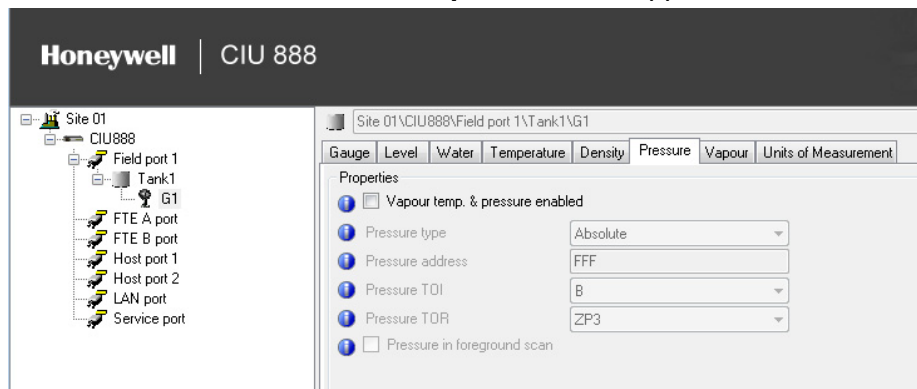 Honeywell | CIU 888
Site 01
CIU888
Field port 1
Tank1
G1
FTE A port
FTE B port
Host port 1
Host port 2
LAN port
Service port
Site 01\CIU888\Field port 1\Tank1\G1
Gauge Level Water Temperature Density Pressure Vapour Units of Measurement
Properties
Vapour temp. & pressure enabled
Pressure type Absolute
Pressure address FFF
Pressure TOI B
Pressure TOR ZP3
Pressure in foreground scan